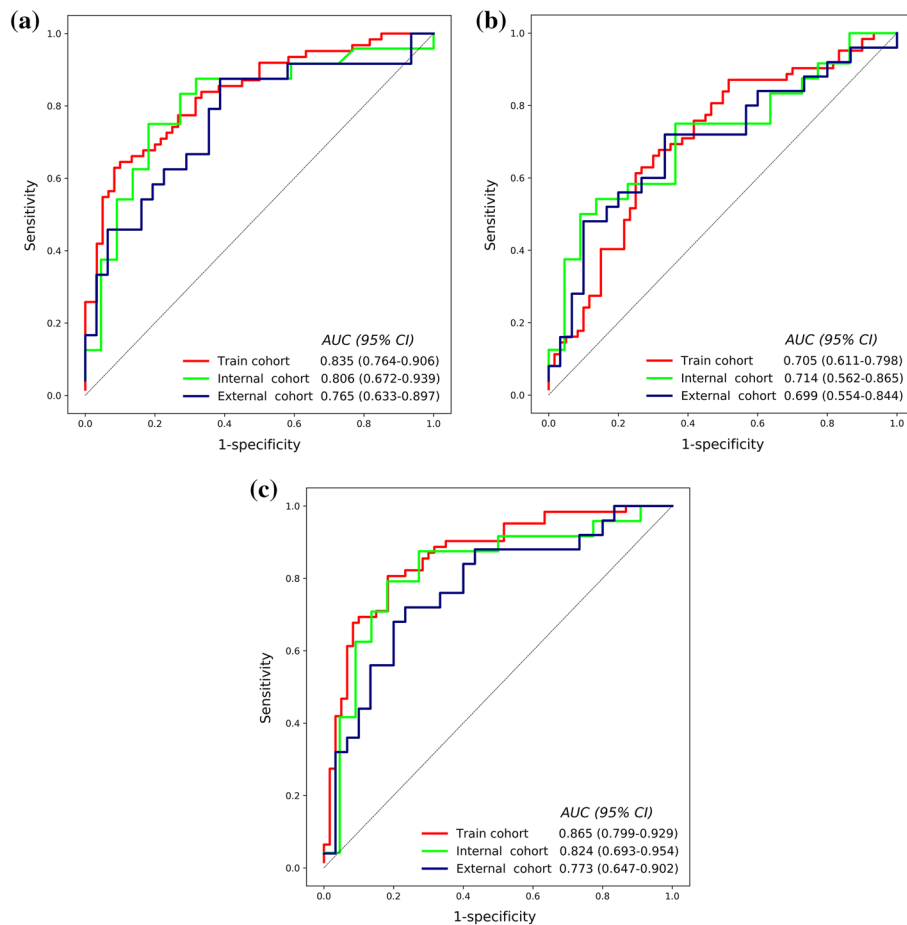 (a)
1.0
0.8
0.6
0.4
0.2
0.0
Sensitivity
AUC (95% CI)
Train cohort 0.835 (0.764-0.906)
Internal cohort 0.806 (0.672-0.939)
External cohort 0.765 (0.633-0.897)
0.0 0.2 0.4 0.6 0.8 1.0
1-specificity
(b)
1.0
0.8
0.6
0.4
0.2
0.0
Sensitivity
AUC (95% CI)
Train cohort 0.705 (0.611-0.798)
Internal cohort 0.714 (0.562-0.865)
External cohort 0.699 (0.554-0.844)
0.0 0.2 0.4 0.6 0.8 1.0
1-specificity
(c)
1.0
0.8
0.6
0.4
0.2
0.0
Sensitivity
AUC (95% CI)
Train cohort 0.865 (0.799-0.929)
Internal cohort 0.824 (0.693-0.954)
External cohort 0.773 (0.647-0.902)
0.0 0.2 0.4 0.6 0.8 1.0
1-specificity